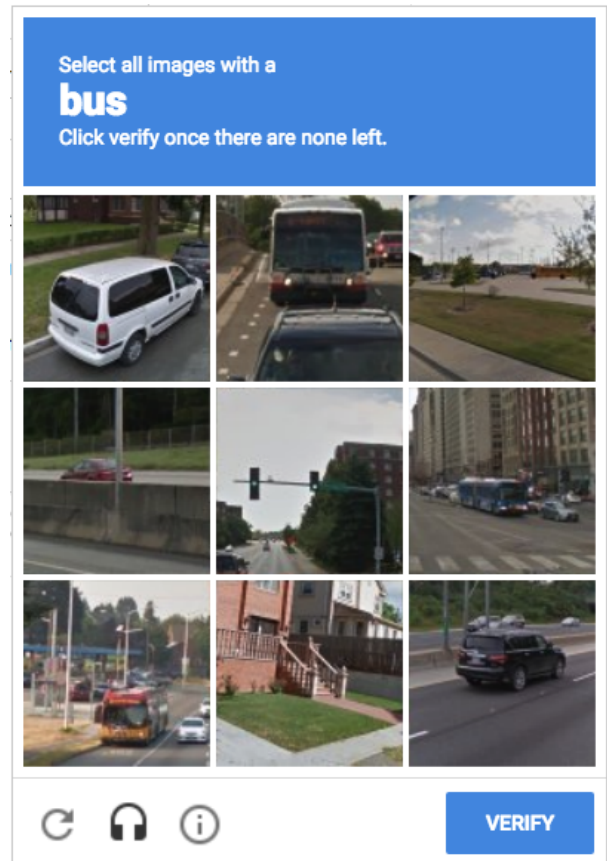 Select all images with a
bus
Click verify once there are none left.
VERIFY